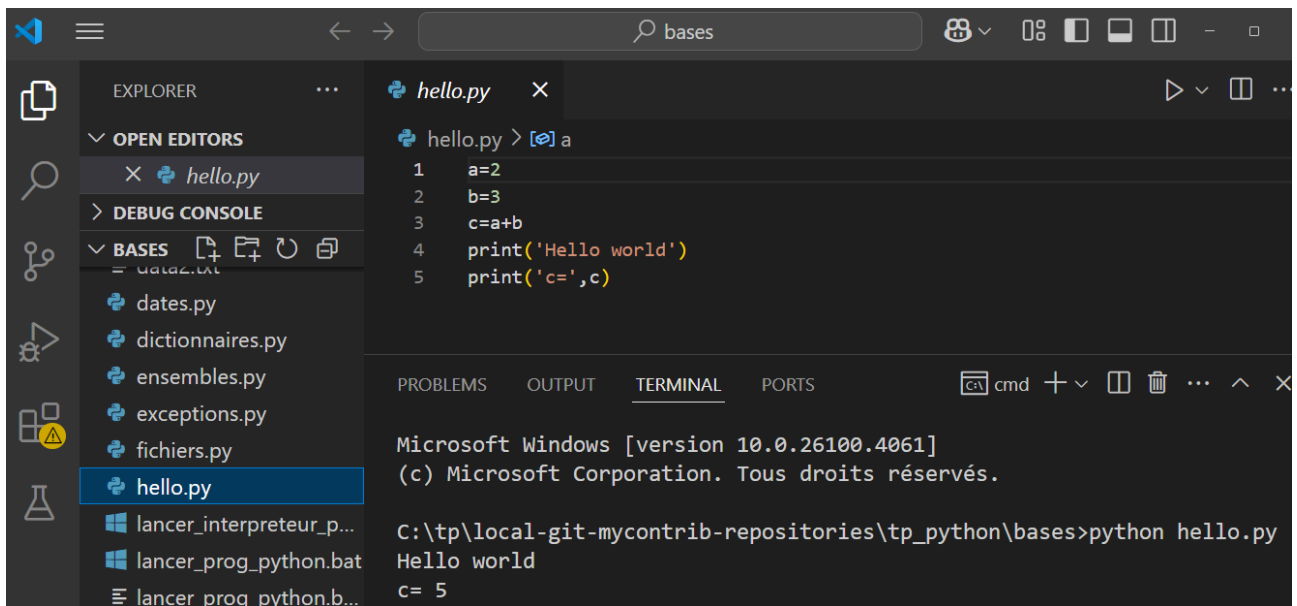 bases
EXPLORER
OPEN EDITORS
hello.py
DEBUG CONSOLE
BASES
data2.txt
dates.py
dictionnaires.py
ensembles.py
exceptions.py
fichiers.py
hello.py
lancer_interpreteur_p...
lancer_prog_python.bat
lancer_prog_python.b...
hello.py
hello.py > a
1 a=2
2 b=3
3 c=a+b
4 print('Hello world')
5 print('c=',c)
PROBLEMS OUTPUT TERMINAL PORTS cmd
Microsoft Windows [version 10.0.26100.4061]
(c) Microsoft Corporation. Tous droits réservés.
C:\tp\local-git-mycontrib-repositories\tp_python\bases>python hello.py
Hello world
c= 5